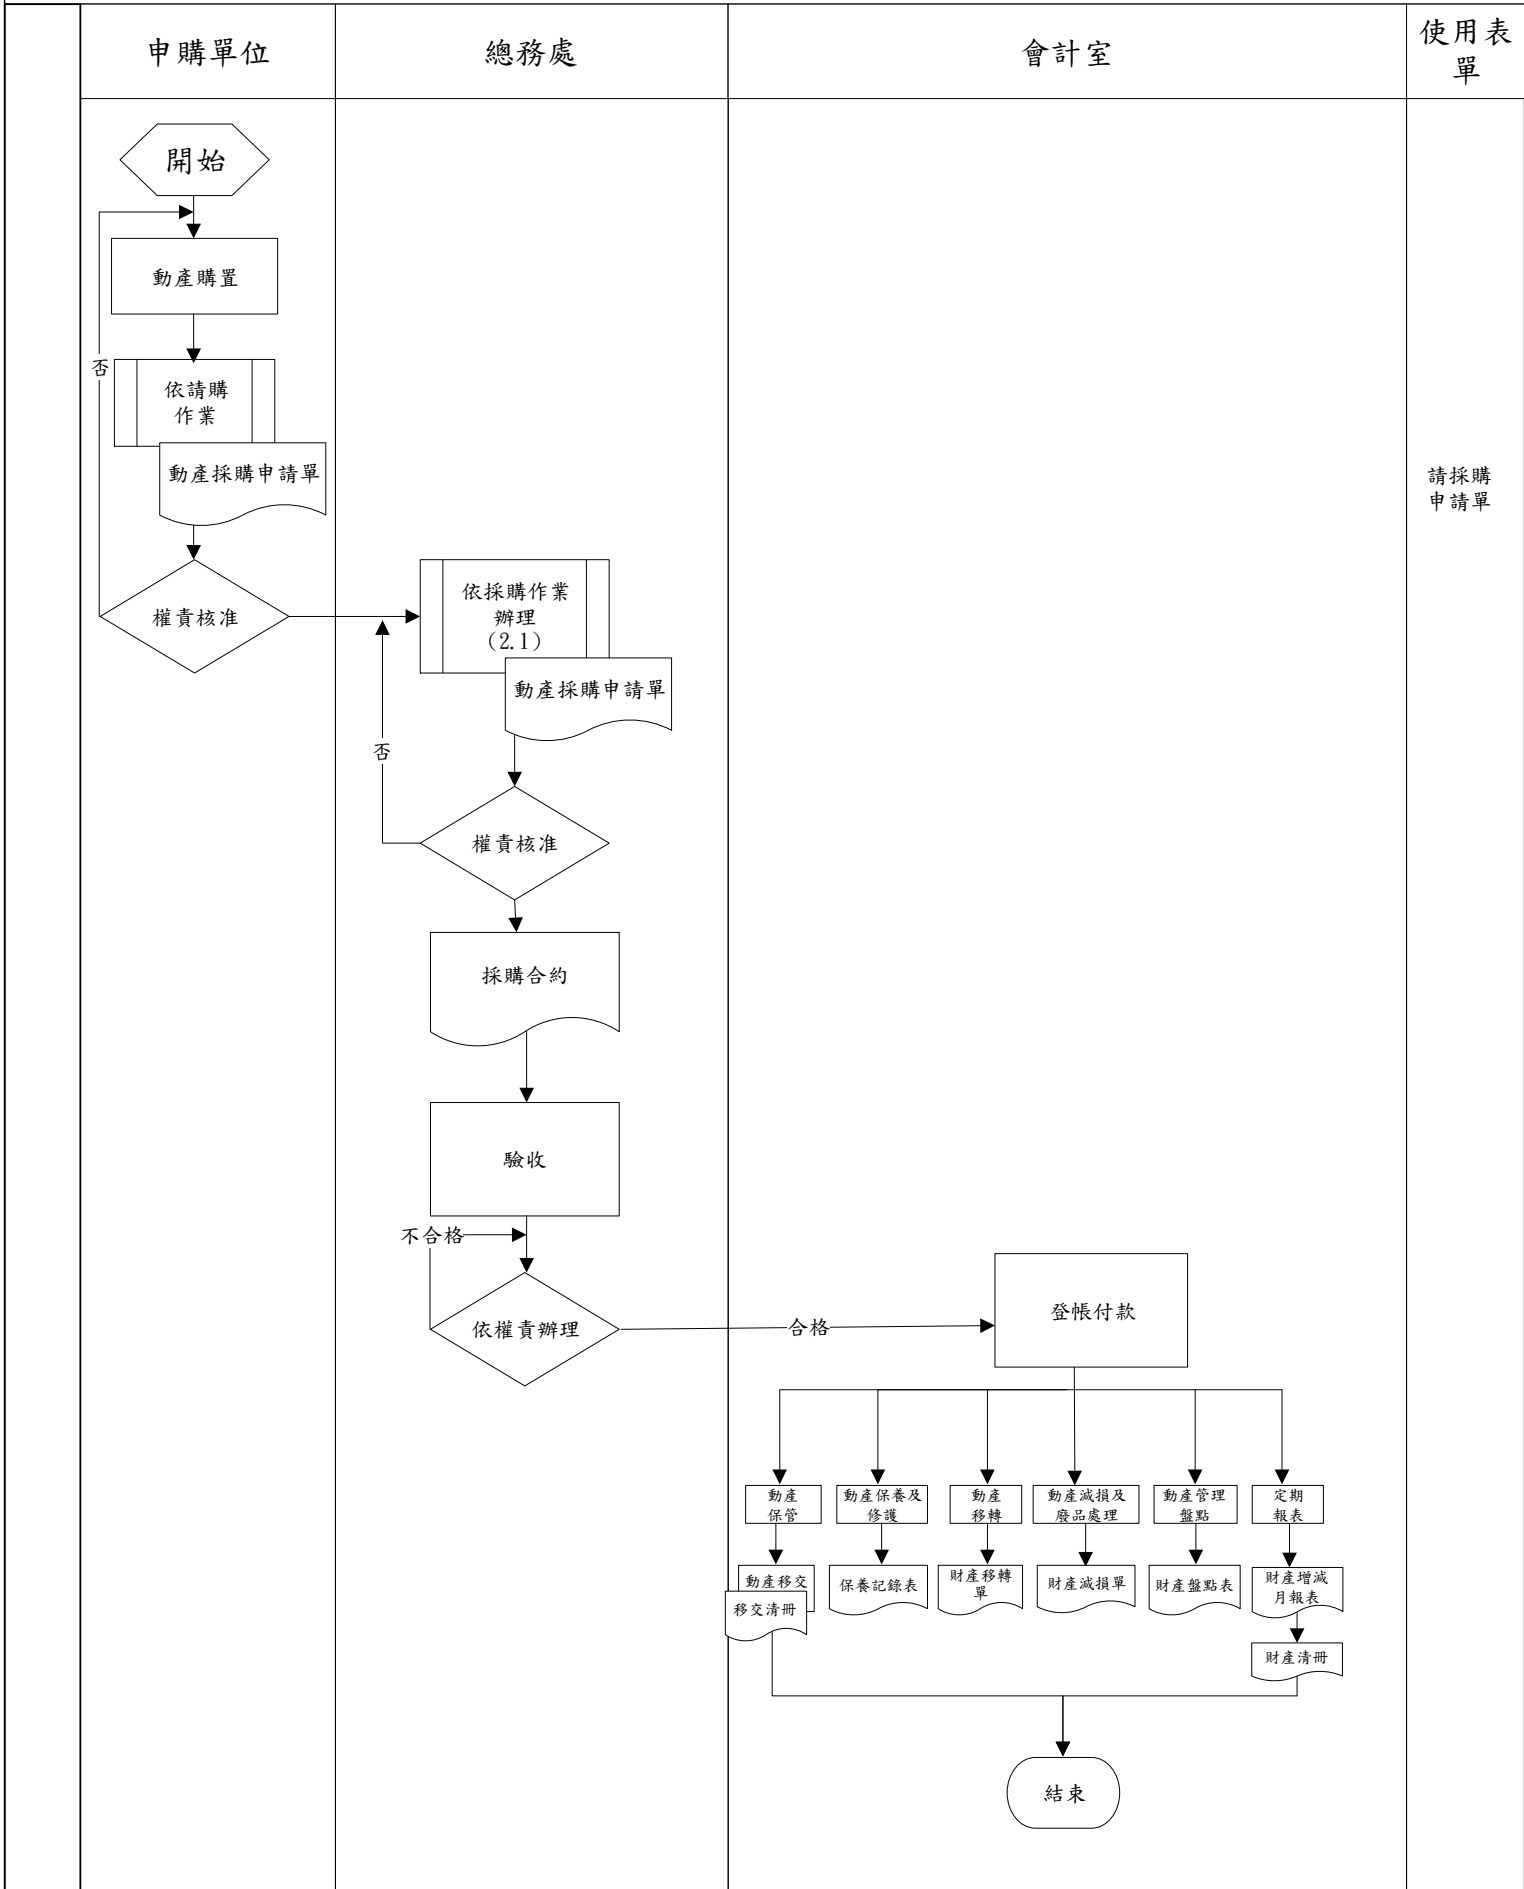 申購單位
總務處
會計室
使用表
單
開始
動產購置
否
依請購
作業
動產採購申請單
請採購
申請單
權責核准
依採購作業
辦理
(2.1)
動產採購申請單
否
權責核准
採購合約
驗收
不合格
依權責辦理
合格
登帳付款
動產
保管
動產保養及
修護
動產
移轉
動產減損及
廢品處理
動產管理
盤點
定期
報表
動產移交
移交清冊
保養記錄表
財產移轉
單
財產減損單
財產盤點表
財產增減
月報表
財產清冊
結束